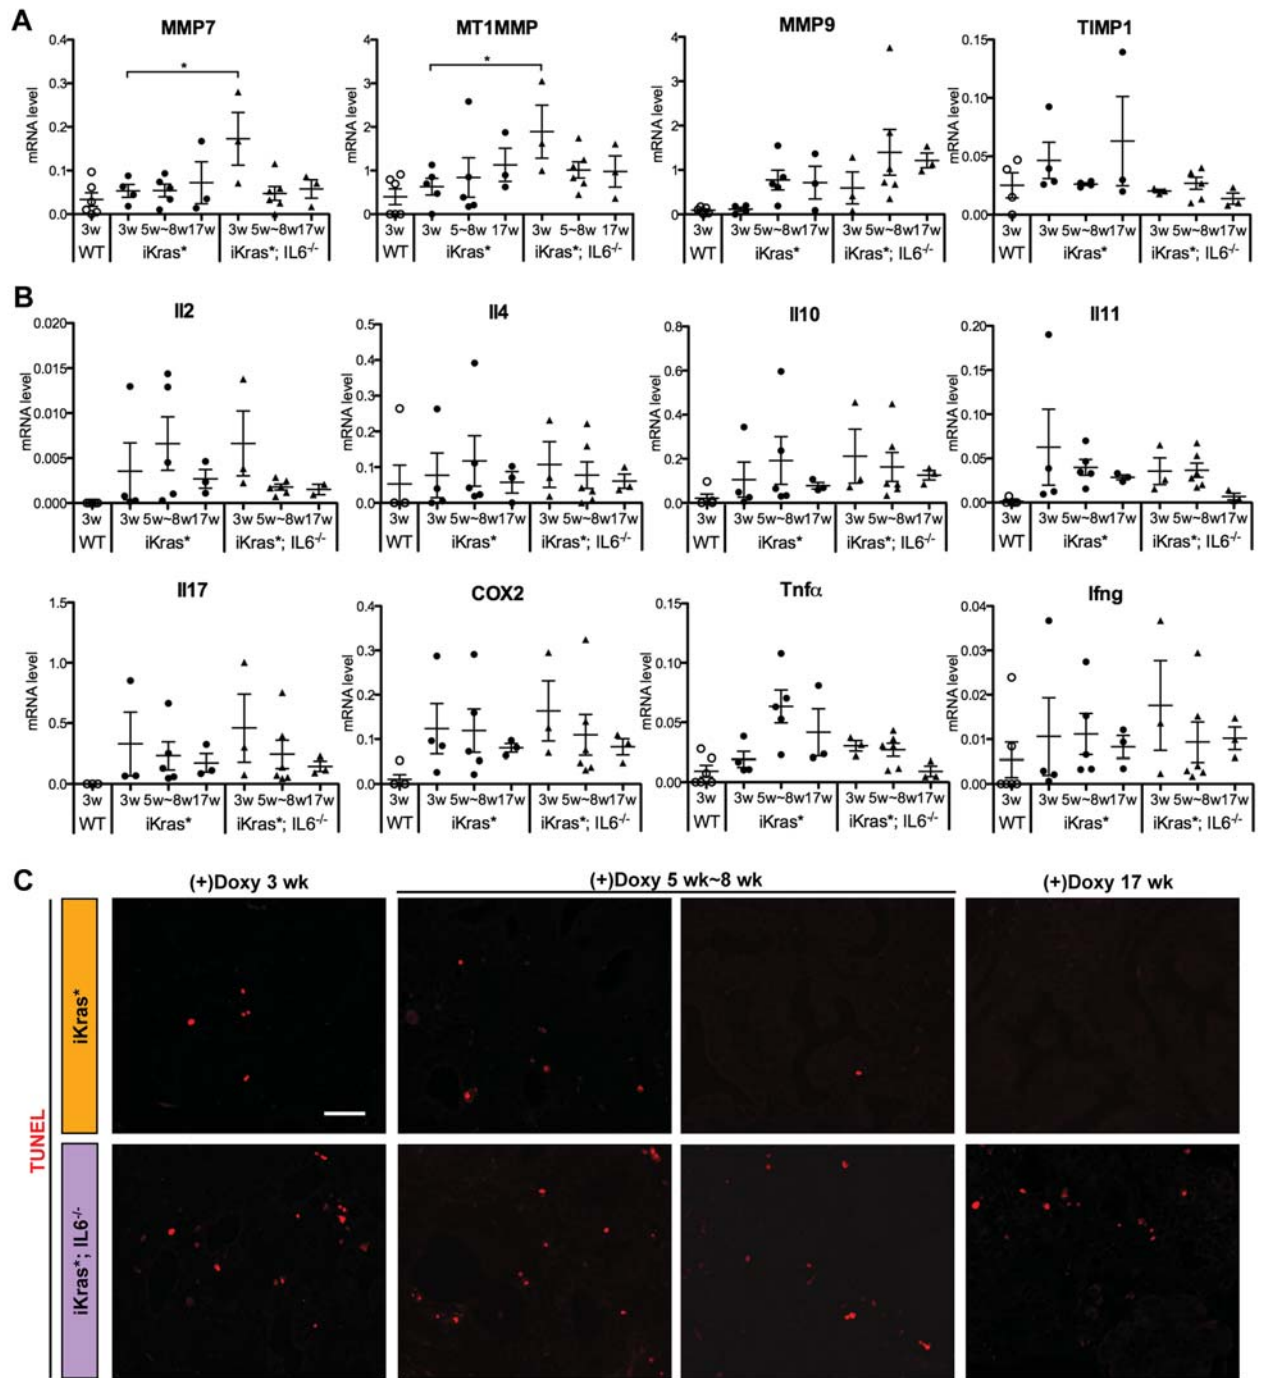 A
MMP7 MT1MMP MMP9 TIMP1
mRNA level mRNA level mRNA level mRNA level
0.4 4 4 0.15
0.3 3
0.10
0.2 2 2
0.05
0.1 1 1
0.0 0 0 0.00
* *
3w 3w 5w~8w 17w 3w 5w~8w 17w
WT iKras* iKras*; IL6-/-
3w 3w 5~8w 17w 3w 5~8w 17w
WT iKras* iKras*; IL6-/-
3w 3w 5w~8w17w 3w 5w~8w17w
WT iKras* iKras*; IL6-/-
3w 3w 5w~8w17w 3w 5w~8w17w
WT iKras* iKras*; IL6-/-
B
Il2 Il4 Il10 Il11
mRNA level mRNA level mRNA level mRNA level
0.020 0.5 0.8 0.20
0.4
0.015 0.6 0.15
0.3
0.010 0.4 0.10
0.2
0.005 0.2 0.05
0.1
0.000 0.0 0.0 0.00
3w 3w 5w~8w17w 3w 5w~8w17w
WT iKras* iKras*; IL6-/-
3w 3w 5w~8w17w 3w 5w~8w17w
WT iKras* iKras*; IL6-/-
3w 3w 5w~8w17w 3w 5w~8w17w
WT iKras* iKras*; IL6-/-
3w 3w 5w~8w17w 3w 5w~8w17w
WT iKras* iKras*; IL6-/-
Il17 COX2 Tnfα Ifng
mRNA level mRNA level mRNA level mRNA level
1.5 0.4 0.15 0.04
0.3 0.03
1.0 0.10
0.2 0.02
0.5 0.05
0.1 0.01
0.0 0.0 0.00 0.00
3w 3w 5w~8w17w 3w 5w~8w17w
WT iKras* iKras*; IL6-/-
3w 3w 5w~8w17w 3w 5w~8w17w
WT iKras* iKras*; IL6-/-
3w 3w 5w~8w17w 3w 5w~8w17w
WT iKras* iKras*; IL6-/-
3w 3w 5w~8w17w 3w 5w~8w17w
WT iKras* iKras*; IL6-/-
C
(+)Doxy 3 wk (+)Doxy 5 wk~8 wk (+)Doxy 17 wk
TUNEL
iKras*
iKras*; IL6-/-